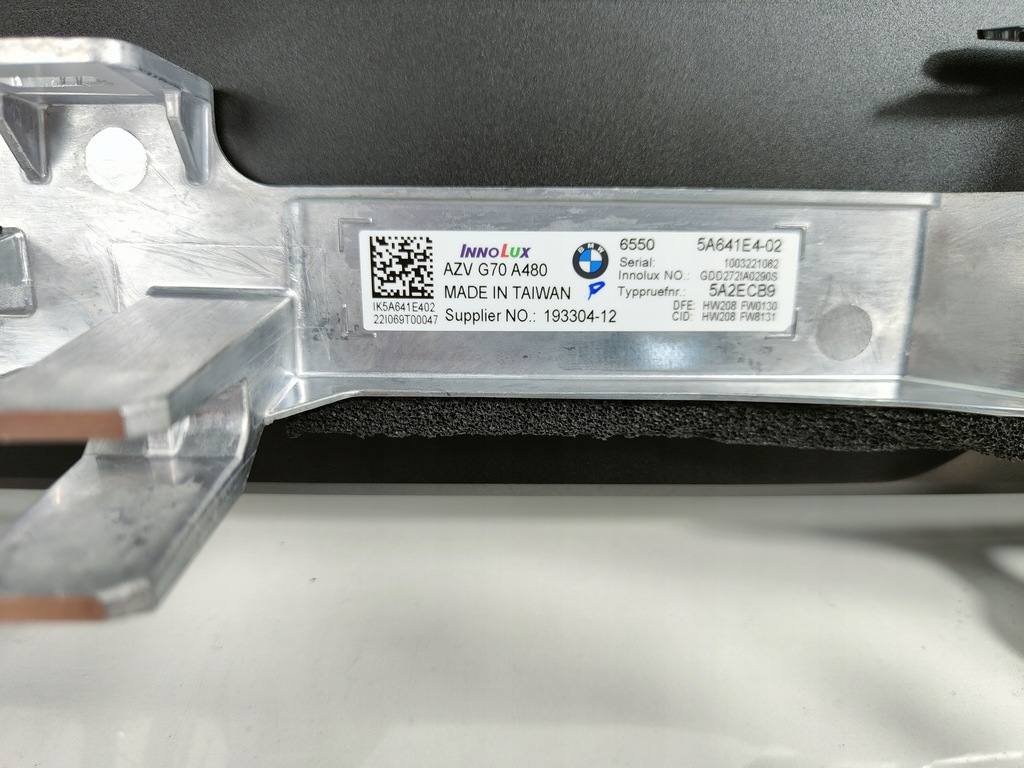 INNOLUX
AZV G70 A480
MADE IN TAIWAN P
Supplier NO.: 193304-12
IK5A641E402
22I069T00047
BMW
6550 5A641E4-02
Serial: 1003221062
Innolux NO.: GDD272IA0290S
Typpruefnr.: 5A2ECB9
DFE: HW208 FW0130
CID: HW208 FW8131